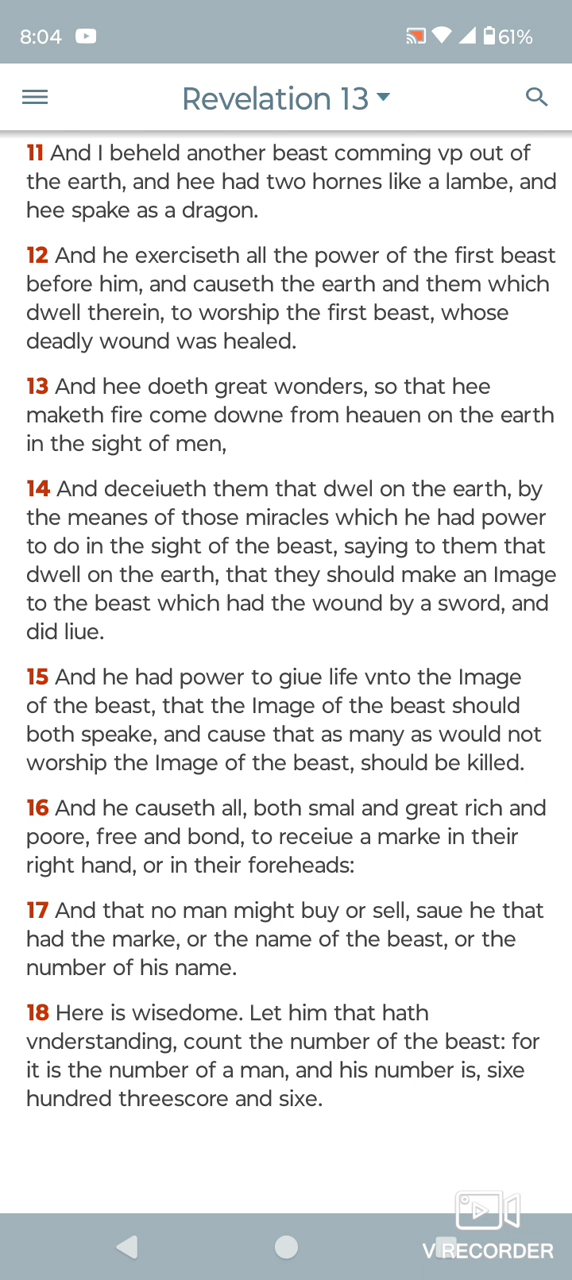 8:04 61%
Revelation 13
11 And I beheld another beast comming vp out of
the earth, and hee had two hornes like a lambe, and
hee spake as a dragon.
12 And he exerciseth all the power of the first beast
before him, and causeth the earth and them which
dwell therein, to worship the first beast, whose
deadly wound was healed.
13 And hee doeth great wonders, so that hee
maketh fire come downe from heauen on the earth
in the sight of men,
14 And deceiueth them that dwel on the earth, by
the meanes of those miracles which he had power
to do in the sight of the beast, saying to them that
dwell on the earth, that they should make an Image
to the beast which had the wound by a sword, and
did liue.
15 And he had power to giue life vnto the Image
of the beast, that the Image of the beast should
both speake, and cause that as many as would not
worship the Image of the beast, should be killed.
16 And he causeth all, both smal and great rich and
poore, free and bond, to receiue a marke in their
right hand, or in their foreheads:
17 And that no man might buy or sell, saue he that
had the marke, or the name of the beast, or the
number of his name.
18 Here is wisedome. Let him that hath
vnderstanding, count the number of the beast: for
it is the number of a man, and his number is, sixe
hundred threescore and sixe.
V RECORDER